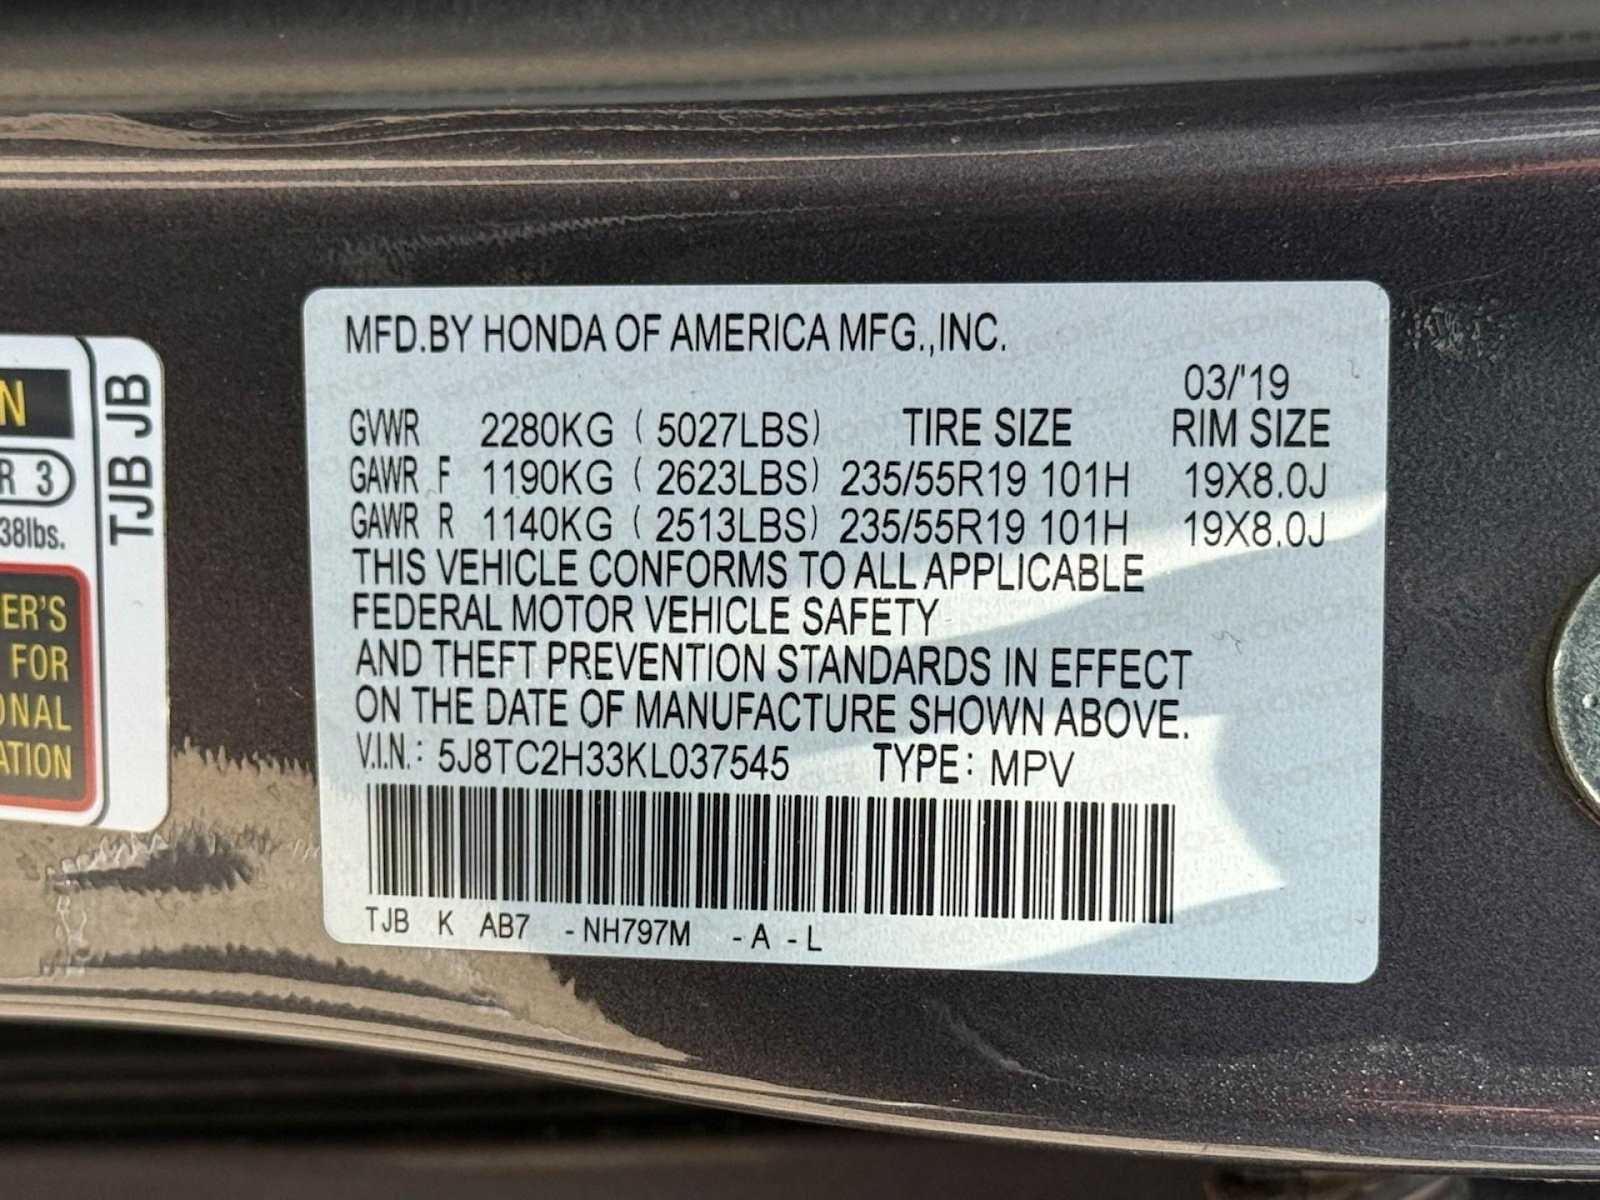 MFD.BY HONDA OF AMERICA MFG.,INC.
03/'19
GVWR 2280KG ( 5027LBS) TIRE SIZE RIM SIZE
GAWR F 1190KG ( 2623LBS) 235/55R19 101H 19X8.0J
GAWR R 1140KG ( 2513LBS) 235/55R19 101H 19X8.0J
THIS VEHICLE CONFORMS TO ALL APPLICABLE
FEDERAL MOTOR VEHICLE SAFETY
AND THEFT PREVENTION STANDARDS IN EFFECT
ON THE DATE OF MANUFACTURE SHOWN ABOVE.
V.I.N.: 5J8TC2H33KL037545 TYPE: MPV
TJB K AB7 -NH797M -A -L
N
R 3
38lbs.
ER'S
FOR
ONAL
ATION
TJB JB